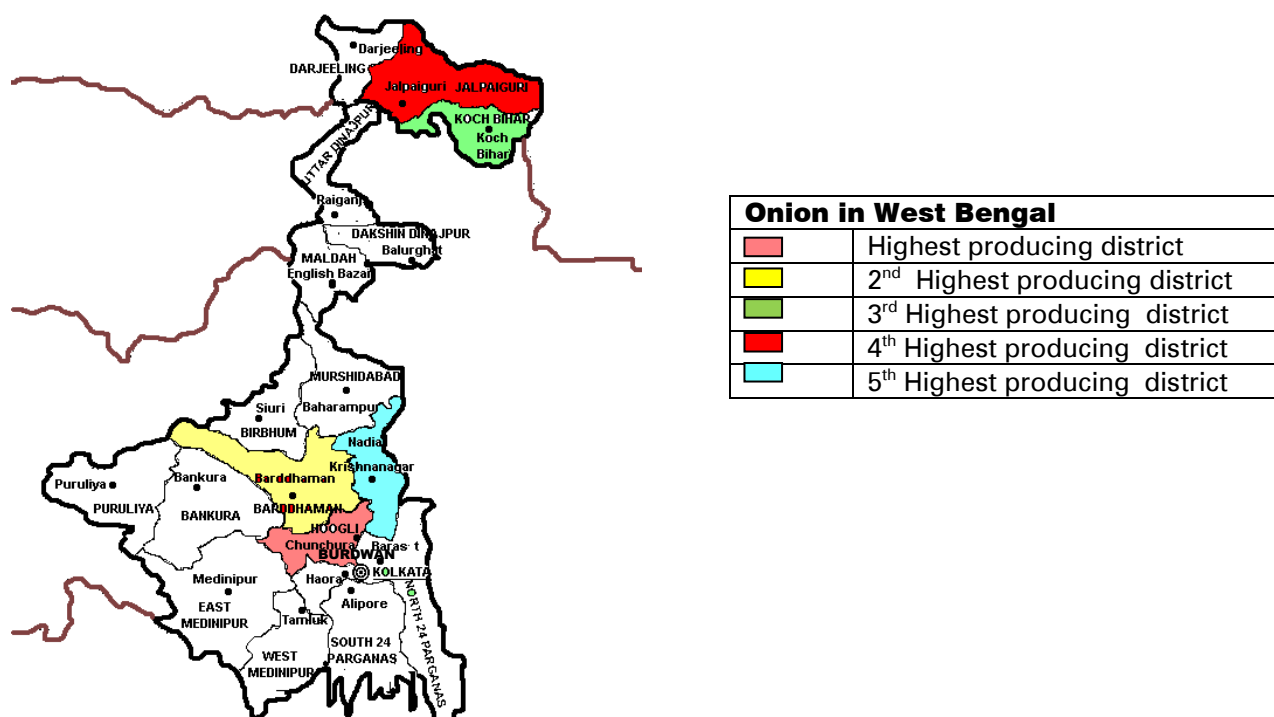 Darjeeling
DARJEELING
Jalpaiguri JALPAIGURI
KOCH BIHAR
Koch
Bihar
UTTAR DINAJPUR
Raiganj
DAKSHIN DINAJPUR
Balurghat
MALDAH
English Bazar
MURSHIDABAD
Baharampur
Siuri
BIRBHUM
Nadia
Krishnanagar
Barddhaman
BARDDHAMAN
Bankura
BANKURA
Puruliya
PURULIYA
HOOGLI
Chunchura
BURDWAN
KOLKATA
Haora
Alipore
Medinipur
EAST
MEDINIPUR
Tamluk
WEST
MEDINIPUR
SOUTH 24
PARGANAS
NORTH 24 PARGANAS
Onion in West Bengal
Highest producing district
2nd Highest producing district
3rd Highest producing district
4th Highest producing district
5th Highest producing district